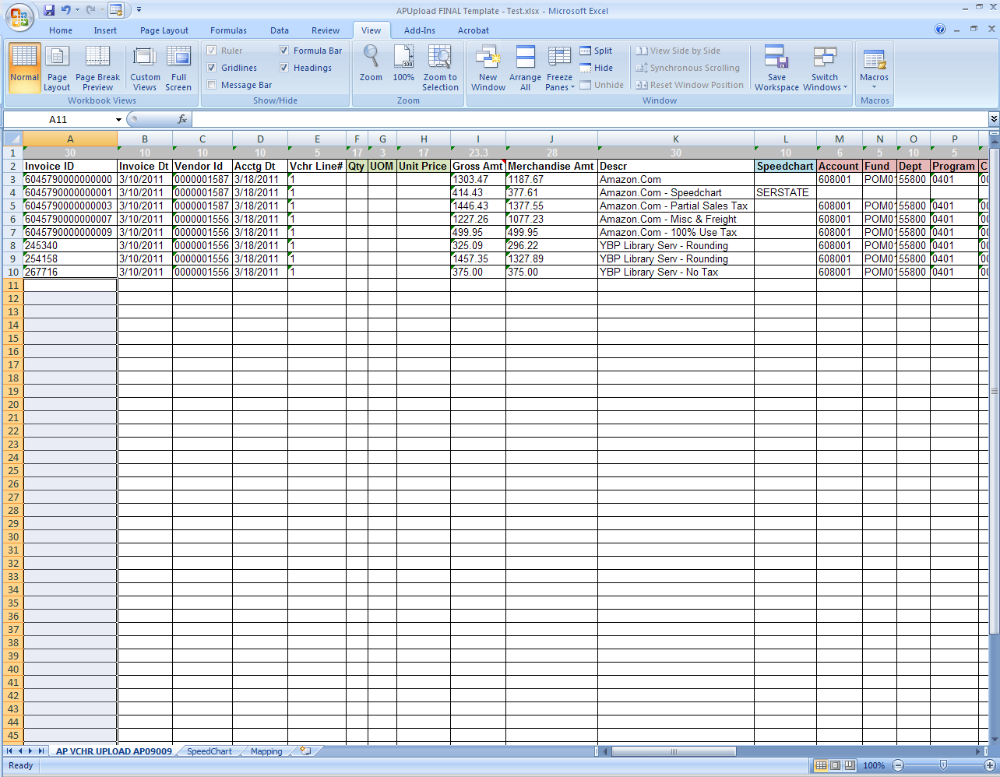 APUpload FINAL Template - Test.xlsx - Microsoft Excel
Home Insert Page Layout Formulas Data Review View Add-Ins Acrobat
Normal Page Layout Page Break Preview Custom Views Full Screen
Workbook Views
Ruler Formula Bar
Gridlines Headings
Message Bar
Show/Hide
Zoom 100% Zoom to Selection
Zoom
New Window Arrange All Freeze Panes Split Hide Unhide
View Side by Side
Synchronous Scrolling
Reset Window Position
Save Workspace Switch Windows
Window
Macros
Macros
A11 fx
A B C D E F G H I J K L M N O P
1 30 10 10 10 5 17 3 17 23.3 28 30 10 6 5 10 5
2 Invoice ID Invoice Dt Vendor Id Acctg Dt Vchr Line# Qty UOM Unit Price Gross Amt Merchandise Amt Descr Speedchart Account Fund Dept Program C
3 6045790000000000 3/10/2011 0000001587 3/18/2011 1 1303.47 1187.67 Amazon.Com 608001 POM01 55800 0401 00
4 6045790000000001 3/10/2011 0000001587 3/18/2011 1 414.43 377.61 Amazon.Com - Speedchart SERSTATE
5 6045790000000003 3/10/2011 0000001587 3/18/2011 1 1446.43 1377.55 Amazon.Com - Partial Sales Tax 608001 POM01 55800 0401 00
6 6045790000000007 3/10/2011 0000001556 3/18/2011 1 1227.26 1077.23 Amazon.Com - Misc & Freight 608001 POM01 55800 0401 00
7 6045790000000009 3/10/2011 0000001556 3/18/2011 1 499.95 499.95 Amazon.Com - 100% Use Tax 608001 POM01 55800 0401 00
8 245340 3/10/2011 0000001556 3/18/2011 1 325.09 296.22 YBP Library Serv - Rounding 608001 POM01 55800 0401 00
9 254158 3/10/2011 0000001556 3/18/2011 1 1457.35 1327.89 YBP Library Serv - Rounding 608001 POM01 55800 0401 00
10 267716 3/10/2011 0000001556 3/18/2011 1 375.00 375.00 YBP Library Serv - No Tax 608001 POM01 55800 0401 00
11
12
13
14
15
16
17
18
19
20
21
22
23
24
25
26
27
28
29
30
31
32
33
34
35
36
37
38
39
40
41
42
43
44
45
AP VCHR UPLOAD AP09009 SpeedChart Mapping
Ready 100%